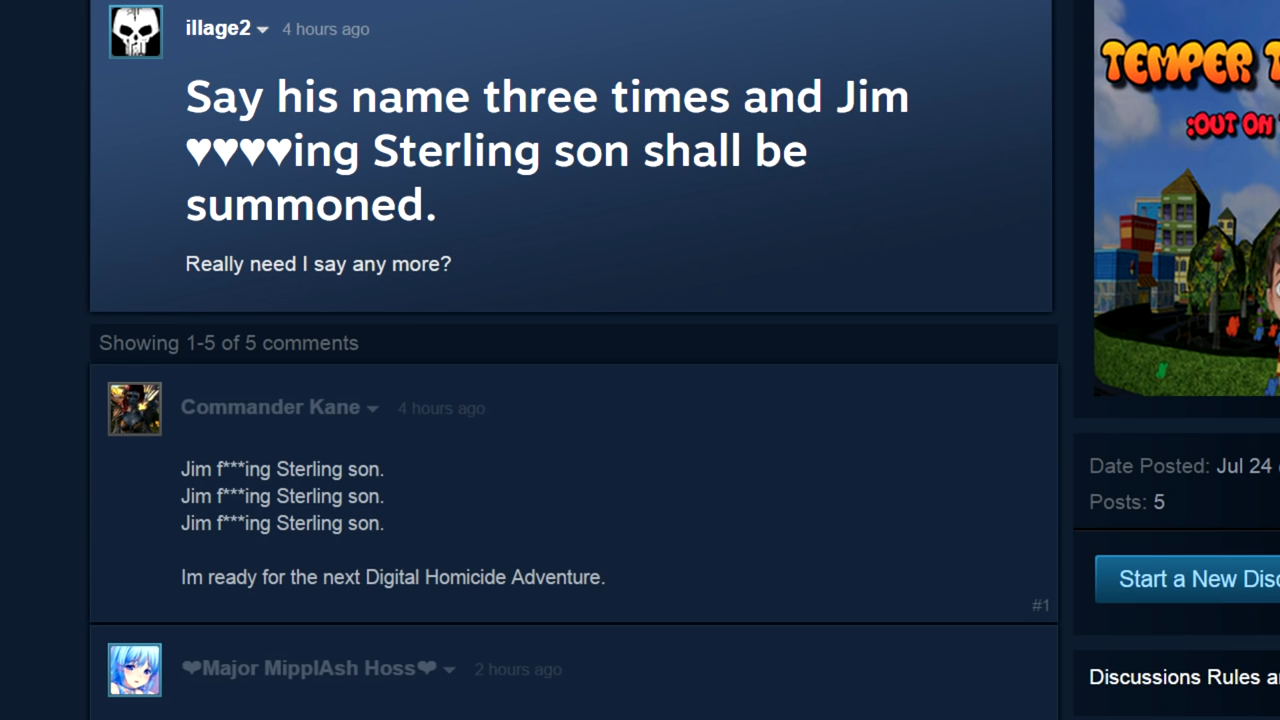 illage2 4 hours ago
Say his name three times and Jim
♥♥♥♥ing Sterling son shall be
summoned.
Really need I say any more?
Showing 1-5 of 5 comments
Commander Kane 4 hours ago
Jim f***ing Sterling son.
Jim f***ing Sterling son.
Jim f***ing Sterling son.
Im ready for the next Digital Homicide Adventure.
#1
❤Major MipplAsh Hoss❤ 2 hours ago
TEMPER
:OUT ON
Date Posted: Jul 24
Posts: 5
Start a New Disc
Discussions Rules a